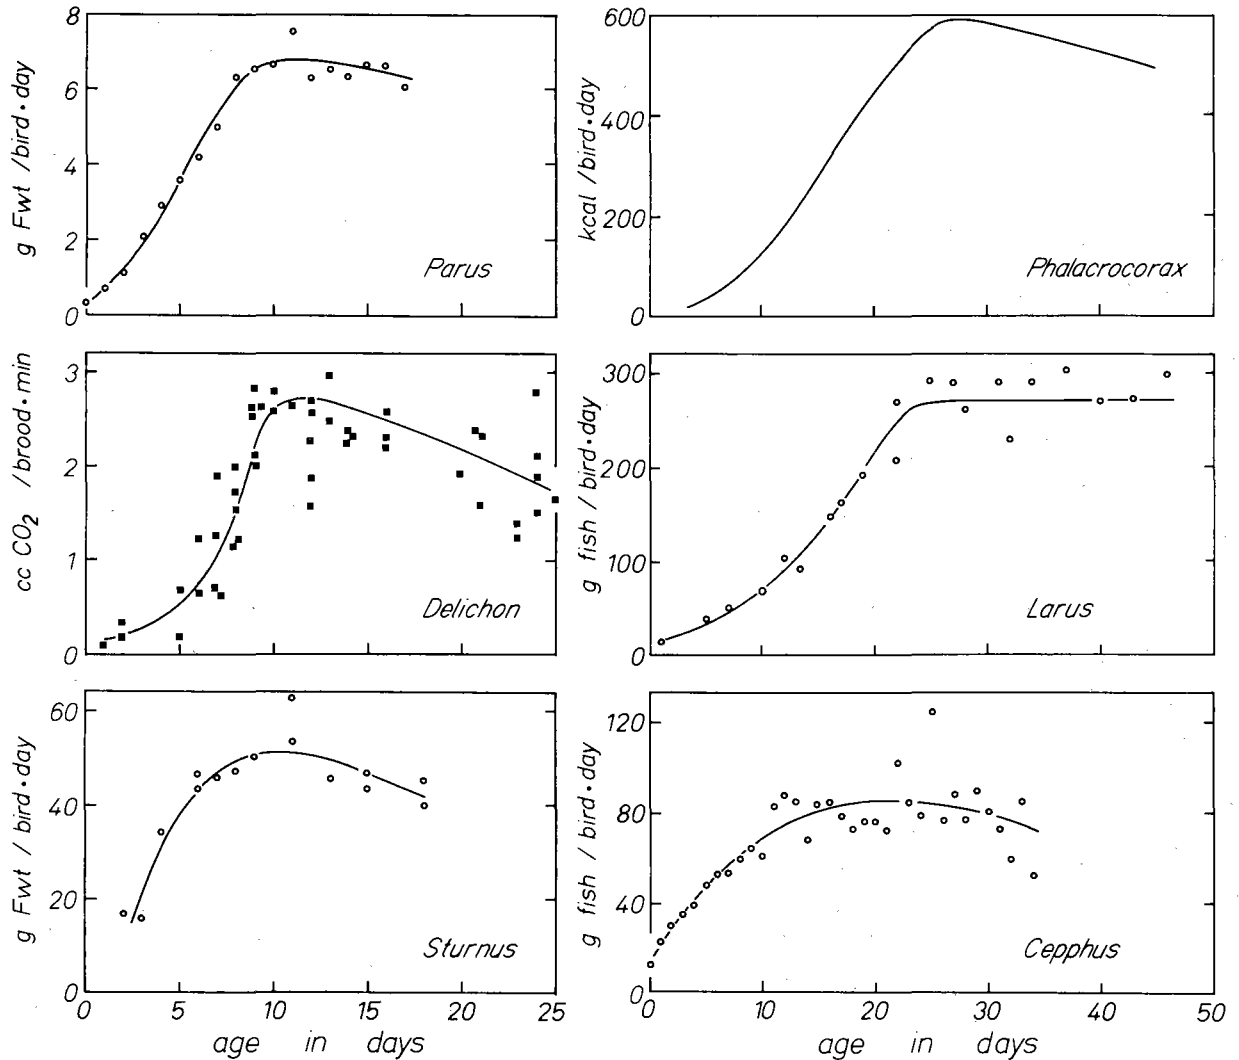 8
6
4
2
0
g Fwt /bird•day
Parus
600
400
200
0
kcal /bird•day
Phalacrocorax
3
2
1
0
cc CO₂ /brood•min
Delichon
300
200
100
0
g fish / bird•day
Larus
60
40
20
0
g Fwt / bird•day
Sturnus
0 5 10 15 20 25
age in days
120
80
40
0
g fish / bird•day
Cepphus
0 10 20 30 40 50
age in days